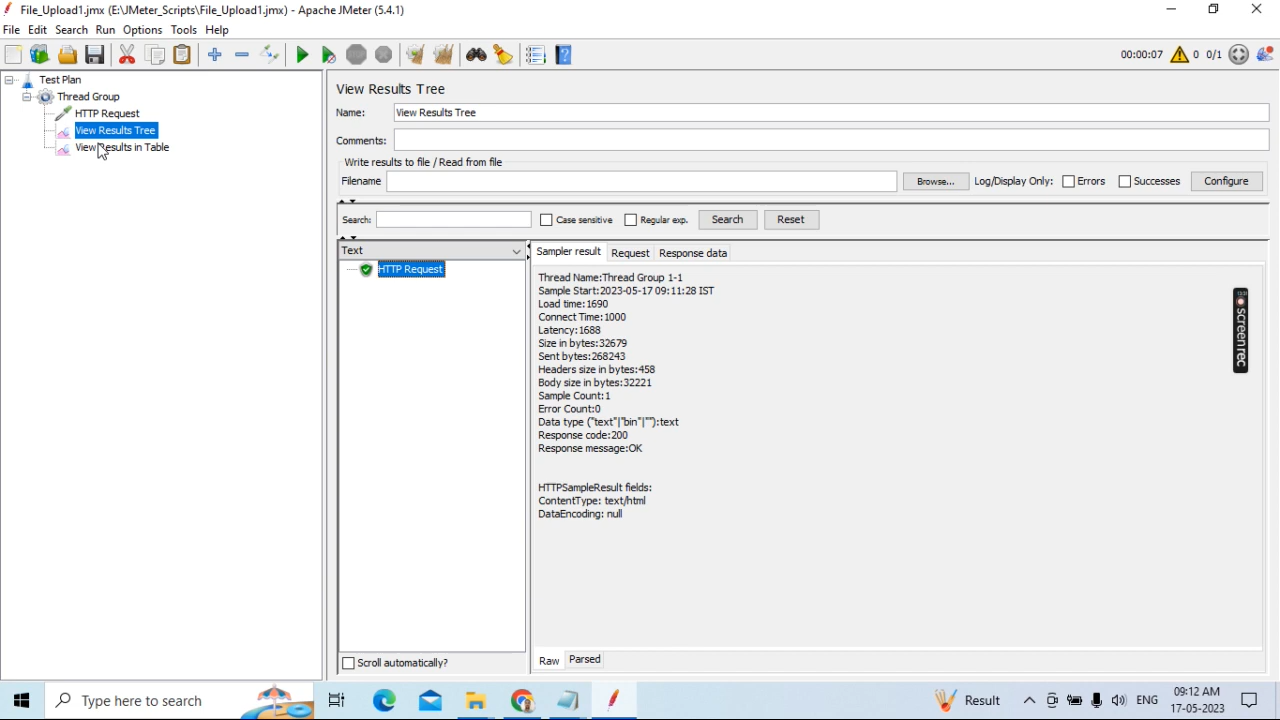 File_Upload1.jmx (E:\JMeter_Scripts\File_Upload1.jmx) - Apache JMeter (5.4.1)
File Edit Search Run Options Tools Help
00:00:07 0 0/1
Test Plan
Thread Group
HTTP Request
View Results Tree
View Results in Table
View Results Tree
Name: View Results Tree
Comments:
Write results to file / Read from file
Filename Browse... Log/Display Only: Errors Successes Configure
Search: Case sensitive Regular exp. Search Reset
Text
HTTP Request
Sampler result Request Response data
Thread Name:Thread Group 1-1
Sample Start:2023-05-17 09:11:28 IST
Load time:1690
Connect Time:1000
Latency:1688
Size in bytes:32679
Sent bytes:268243
Headers size in bytes:458
Body size in bytes:32221
Sample Count:1
Error Count:0
Data type ("text"|"bin"|""):text
Response code:200
Response message:OK
HTTPSampleResult fields:
ContentType: text/html
DataEncoding: null
screenrec
Scroll automatically?
Raw Parsed
Type here to search
Result
ENG
09:12 AM
17-05-2023